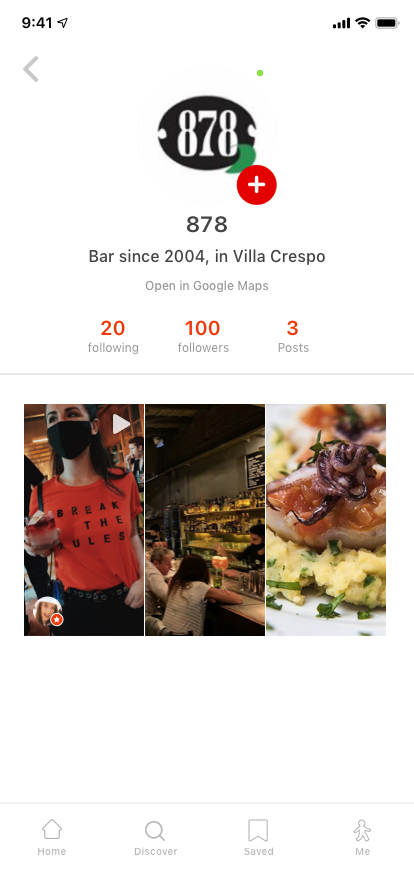 9:41
878
878
Bar since 2004, in Villa Crespo
Open in Google Maps
20 100 3
following followers Posts
BREAK
THE
RULES
Home Discover Saved Me